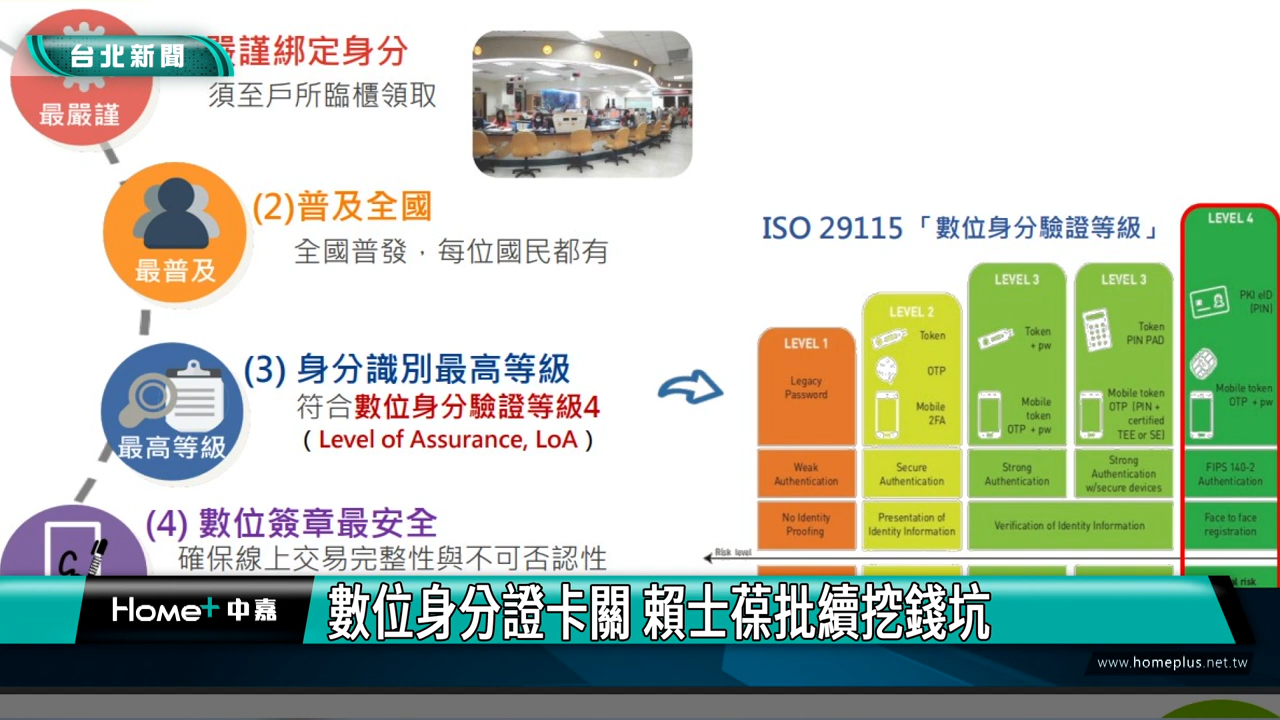 台北新聞
最嚴謹
嚴謹綁定身分
須至戶所臨櫃領取
最普及
(2)普及全國
全國普發，每位國民都有
最高等級
(3) 身分識別最高等級
符合數位身分驗證等級4
（Level of Assurance, LoA）
(4) 數位簽章最安全
確保線上交易完整性與不可否認性
ISO 29115「數位身分驗證等級」
LEVEL 1
Legacy
Password
Weak
Authentication
No Identity
Proofing
LEVEL 2
Token
OTP
Mobile
2FA
Secure
Authentication
Presentation of
Identity Information
LEVEL 3
Token
+ pw
Mobile
token
OTP + pw
Strong
Authentication
LEVEL 3
Token
PIN PAD
Mobile token
OTP (PIN +
certified
TEE or SE)
Strong
Authentication
w/secure devices
Verification of Identity Information
LEVEL 4
PKI eID
(PIN)
Mobile token
OTP + pw
FIPS 140-2
Authentication
Face to face
registration
Risk level
risk
Home+ 中嘉
數位身分證卡關 賴士葆批續挖錢坑
www.homeplus.net.tw